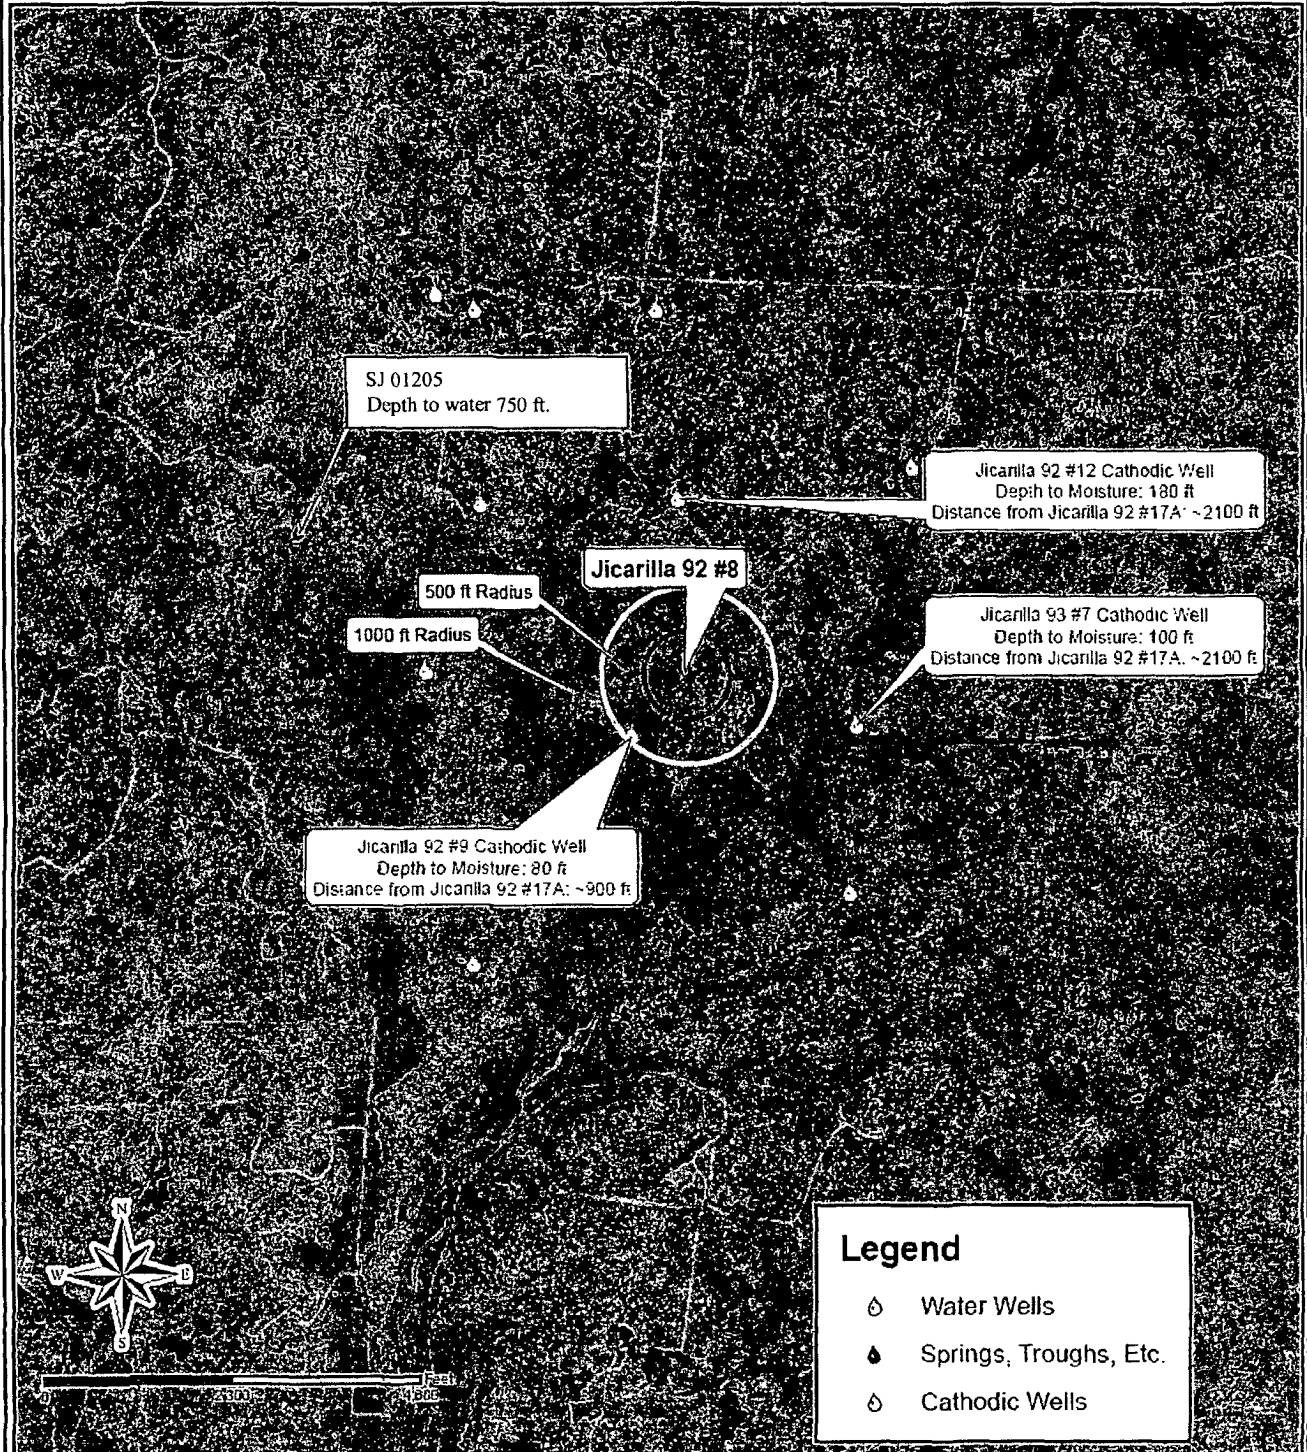 SJ 01205
Depth to water 750 ft.
Jicarilla 92 #12 Cathodic Well
Depth to Moisture: 180 ft
Distance from Jicarilla 92 #17A: ~2100 ft
Jicarilla 92 #8
500 ft Radius
1000 ft Radius
Jicarilla 93 #7 Cathodic Well
Depth to Moisture: 100 ft
Distance from Jicarilla 92 #17A: ~2100 ft
Jicarilla 92 #9 Cathodic Well
Depth to Moisture: 80 ft
Distance from Jicarilla 92 #17A: ~900 ft
N
W
E
S
Feet
Legend
Water Wells
Springs, Troughs, Etc.
Cathodic Wells